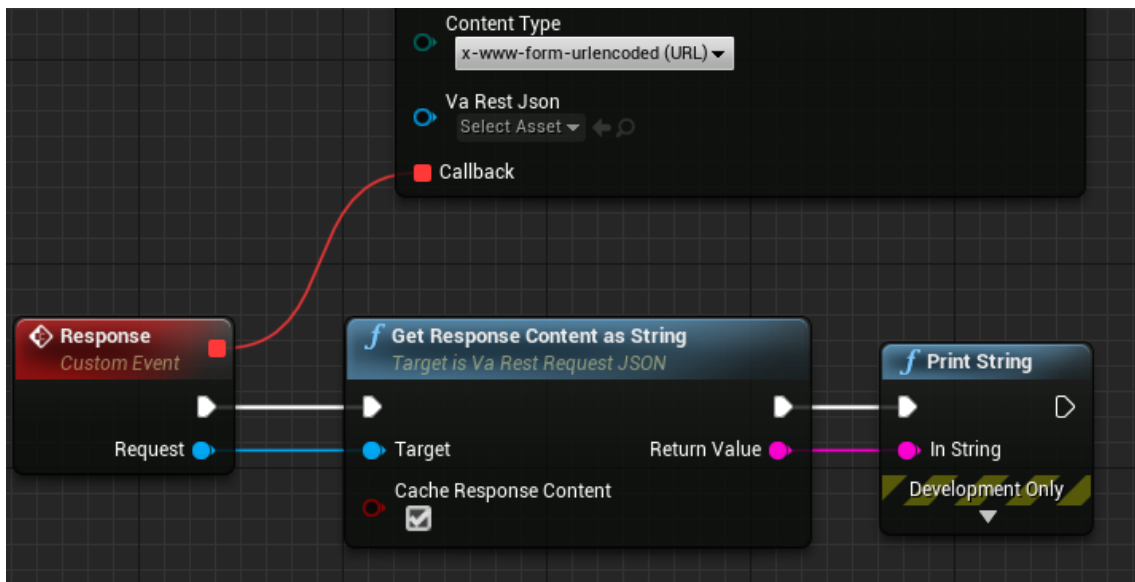 Content Type
x-www-form-urlencoded (URL)
Va Rest Json
Select Asset
Callback
Response
Custom Event
Request
Get Response Content as String
Target is Va Rest Request JSON
Target
Return Value
Cache Response Content
Print String
In String
Development Only